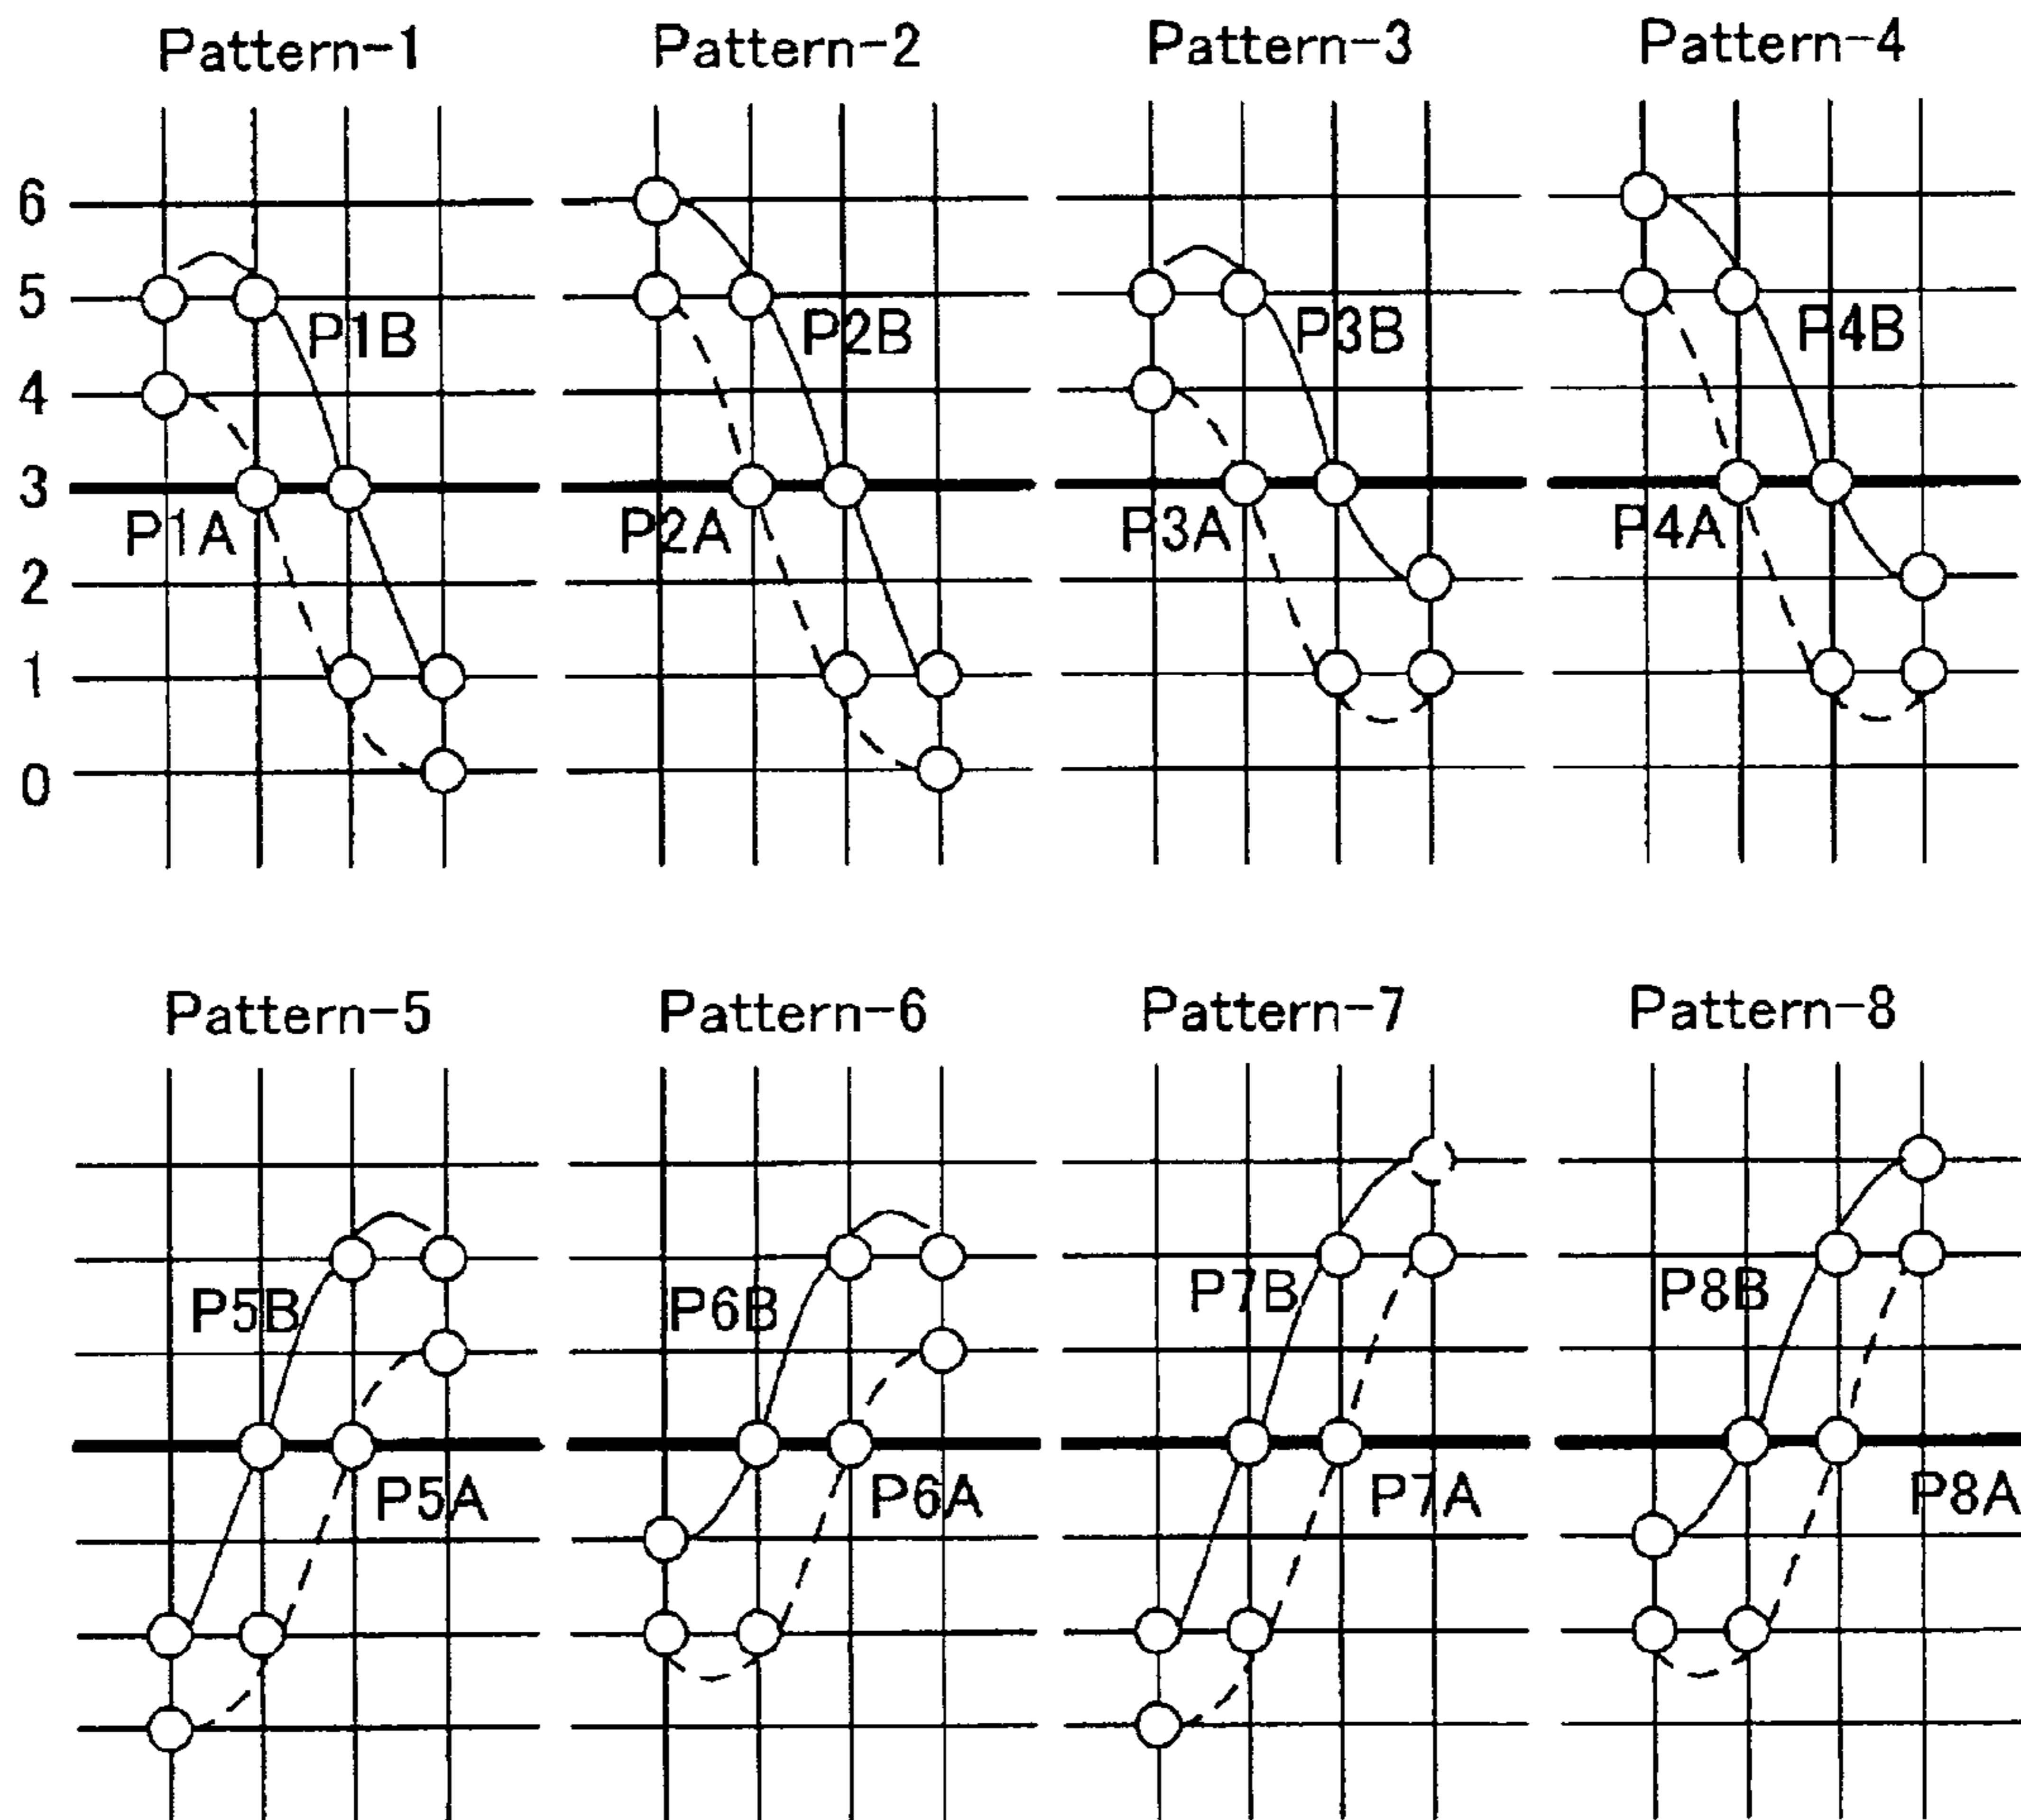 Pattern-1 Pattern-2 Pattern-3 Pattern-4
6
5
P1B P2B P3B P4B
4
3
P1A P2A P3A P4A
2
1
0
Pattern-5 Pattern-6 Pattern-7 Pattern-8
P5B P6B P7B P8B
P5A P6A P7A P8A